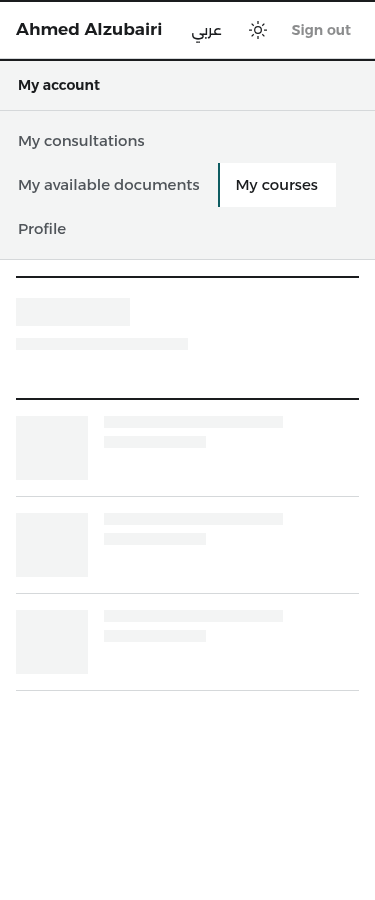 Ahmed Alzubairi عربي Sign out
My account
My consultations
My available documents My courses
Profile